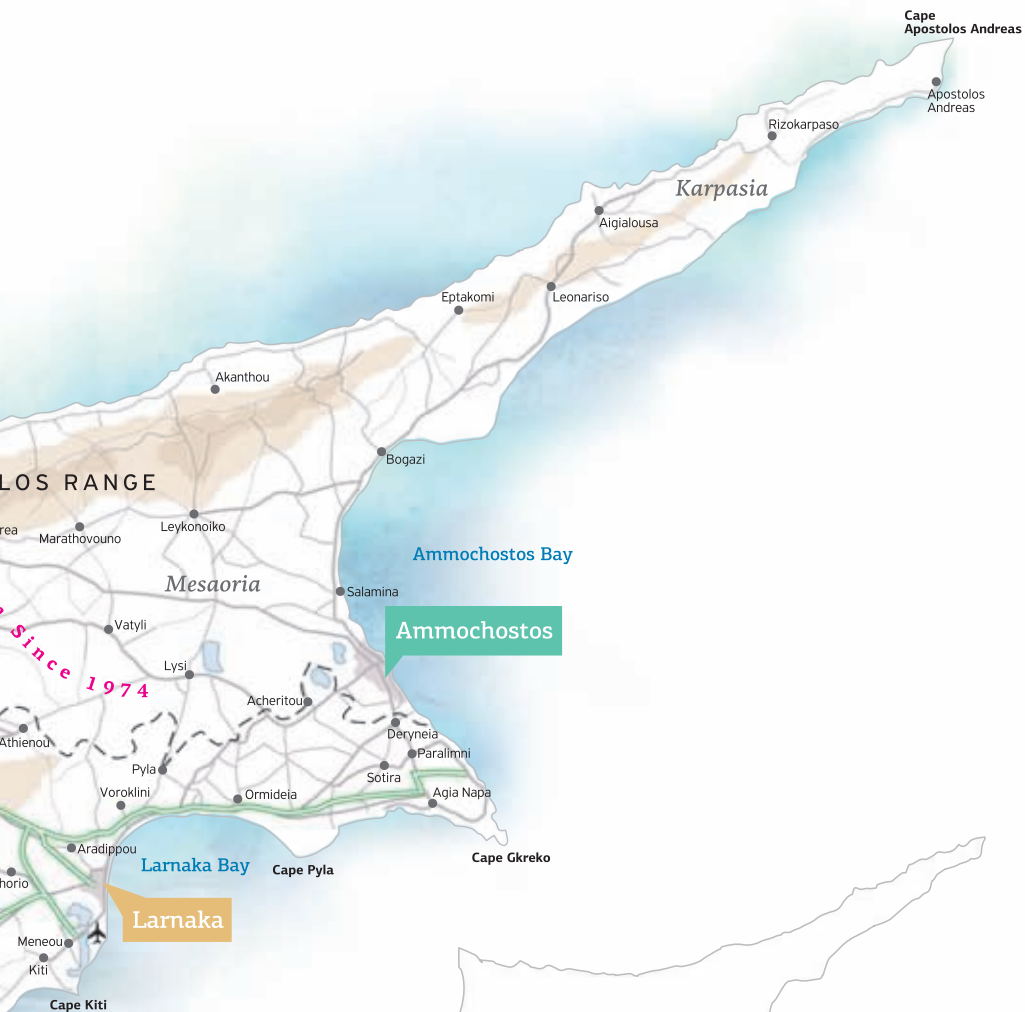 Cape
Apostolos Andreas
Apostolos
Andreas
Rizokarpaso
Karpasia
Aigialousa
Eptakomi
Leonariso
Akanthou
Bogazi
LOS RANGE
rea
Marathovouno
Leykonoiko
Ammochostos Bay
Mesaoria
Salamina
Since 1974
Vatyli
Ammochostos
Lysi
Acheritou
Athienou
Deryneia
Paralimni
Pyla
Sotira
Voroklini
Ormideia
Agia Napa
Aradippou
Larnaka Bay
Cape Pyla
Cape Gkreko
horio
Larnaka
Meneou
Kiti
Cape Kiti